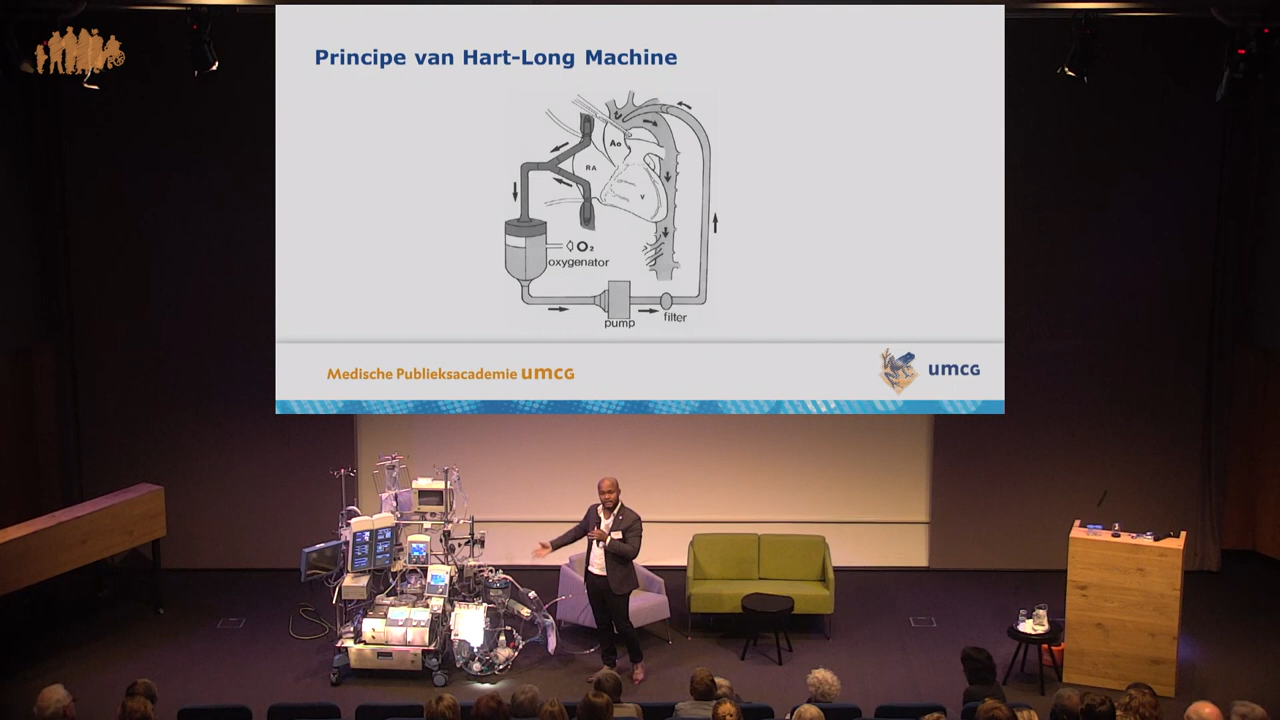 Principe van Hart-Long Machine
Ao
RA
V
O₂
oxygenator
pump
filter
Medische Publieksacademie umcG
umcG